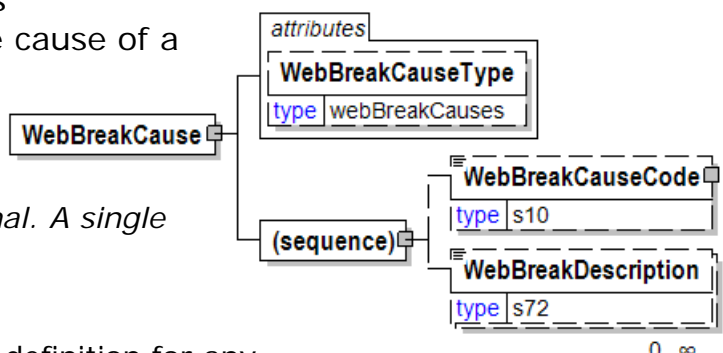 s
e cause of a
nal. A single
definition for any
attributes
WebBreakCauseType
type webBreakCauses
WebBreakCause
(sequence)
WebBreakCauseCode
type s10
WebBreakDescription
type s72
0 ∞